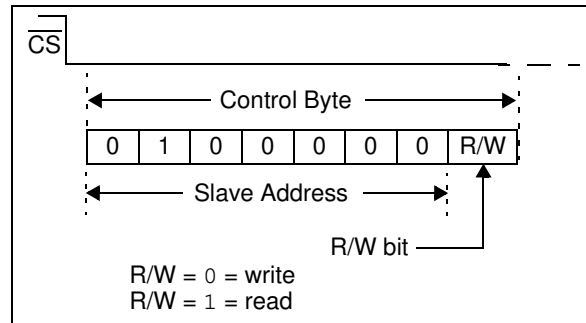 CS
Control Byte
0 1 0 0 0 0 0 R/W
Slave Address
R/W bit
R/W = 0 = write
R/W = 1 = read